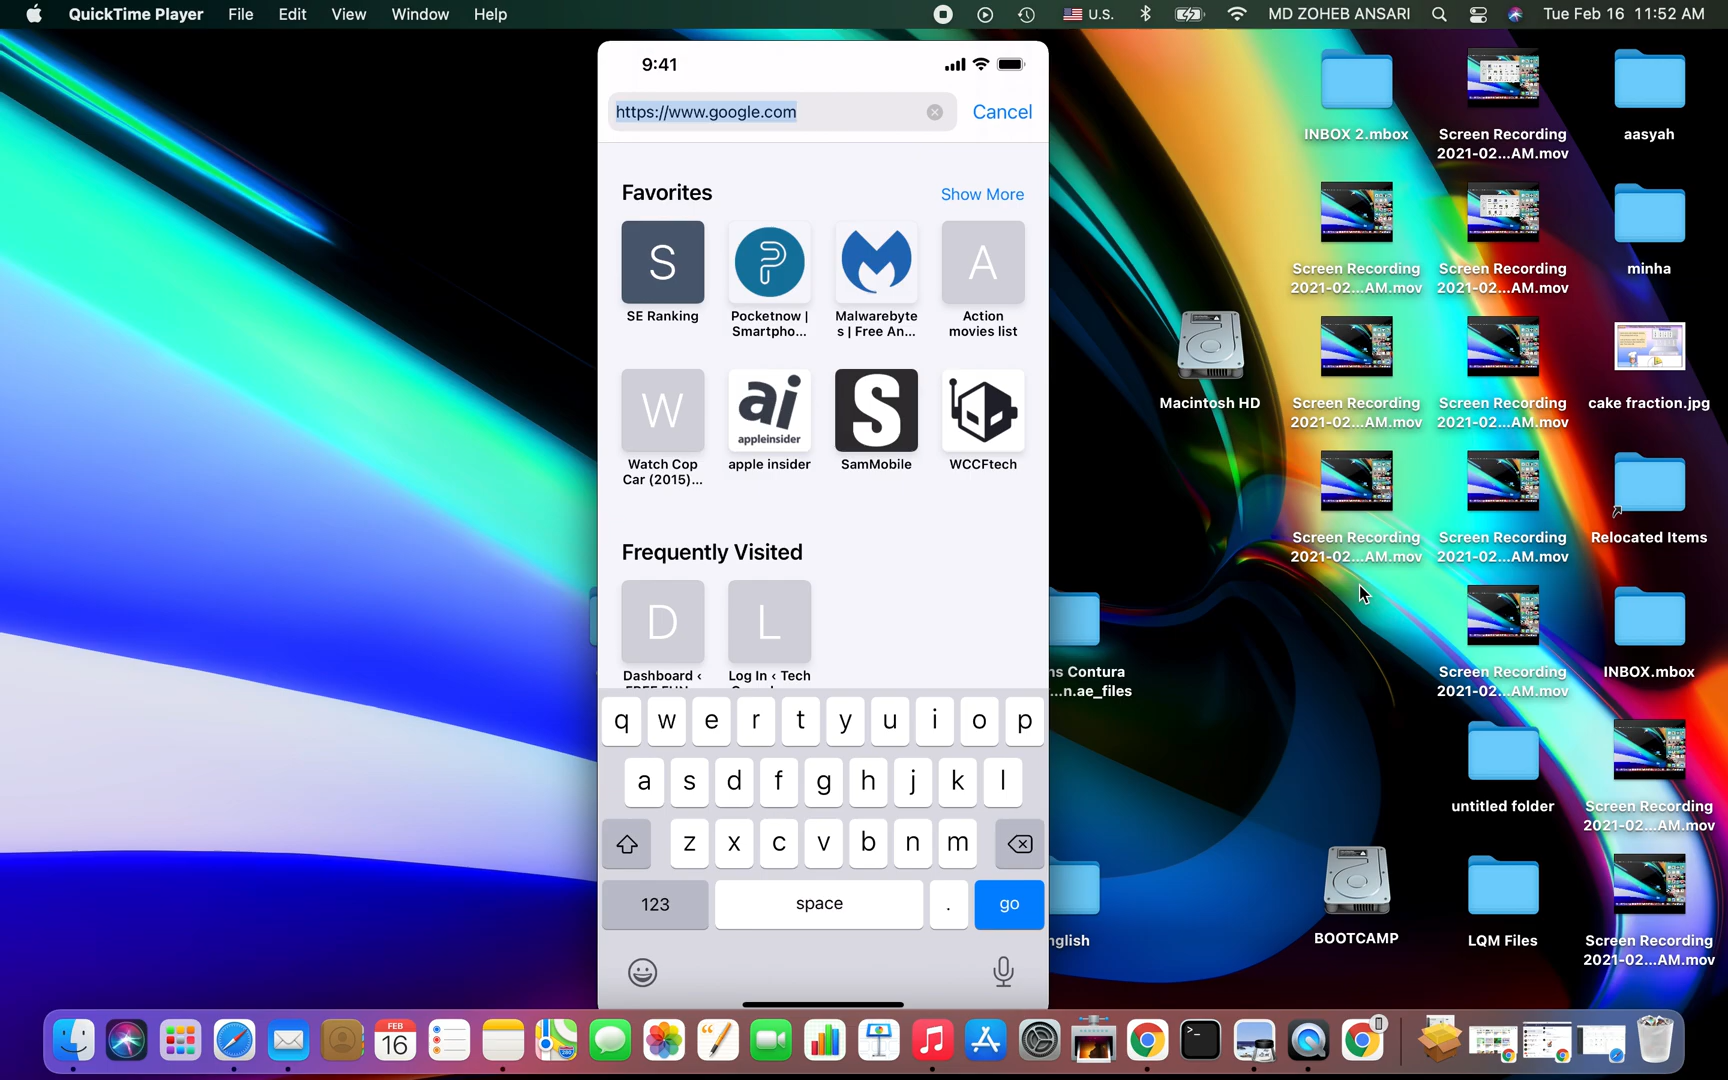 QuickTime Player File Edit View Window Help U.S. MD ZOHEB ANSARI Tue Feb 16 11:52 AM
9:41
https://www.google.com Cancel
Favorites Show More
S A
SE Ranking
Pocketnow |
Smartpho...
Malwarebyte
s | Free An...
Action
movies list
W ai
appleinsider
S
Watch Cop
Car (2015)...
apple insider
SamMobile
WCCFtech
Frequently Visited
D L
Dashboard ‹
Log In ‹ Tech
q w e r t y u i o p
a s d f g h j k l
z x c v b n m
123 space . go
INBOX 2.mbox
Screen Recording
2021-02...AM.mov
aasyah
Screen Recording
2021-02...AM.mov
Screen Recording
2021-02...AM.mov
minha
Macintosh HD
Screen Recording
2021-02...AM.mov
Screen Recording
2021-02...AM.mov
cake fraction.jpg
Screen Recording
2021-02...AM.mov
Screen Recording
2021-02...AM.mov
Relocated Items
ns Contura
...n.ae_files
Screen Recording
2021-02...AM.mov
INBOX.mbox
untitled folder
Screen Recording
2021-02...AM.mov
nglish
BOOTCAMP
LQM Files
Screen Recording
2021-02...AM.mov
FEB
16